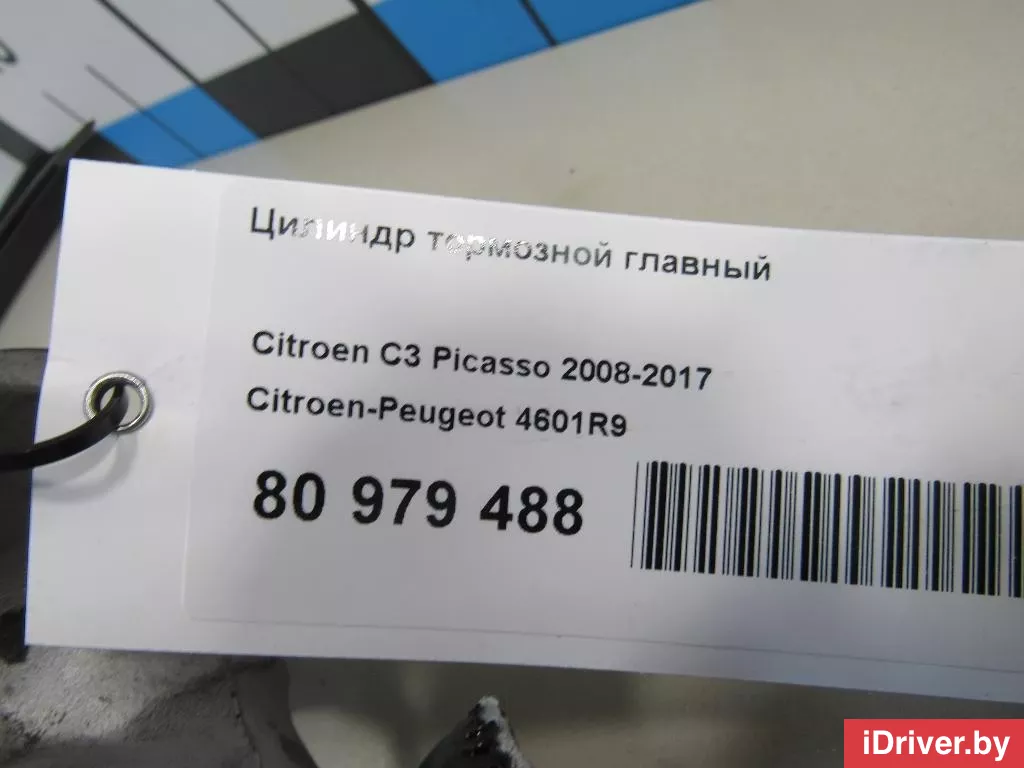 Цилиндр тормозной главный
Citroen C3 Picasso 2008-2017
Citroen-Peugeot 4601R9
80 979 488
iDriver.by